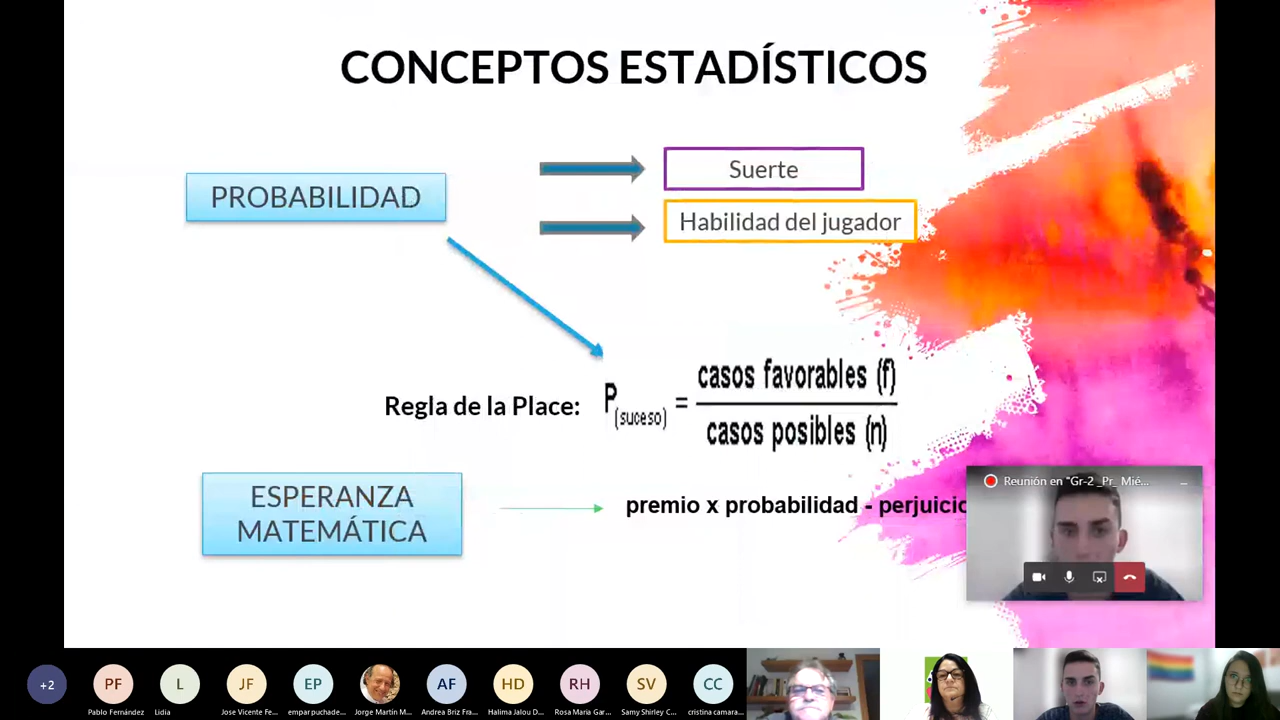 CONCEPTOS ESTADÍSTICOS
PROBABILIDAD
Suerte
Habilidad del jugador
Regla de la Place:
P(suceso) =
casos favorables (f)
casos posibles (n)
ESPERANZA
MATEMÁTICA
premio x probabilidad - perjuicio
Reunión en "Gr-2 _Pr_ Mié...
+2
PF
L
JF
EP
AF
HD
RH
SV
CC
Pablo Fernández
Lidia
Jose Vicente Fe...
empar puchade...
Jorge Martín M...
Andrea Briz Fra...
Halima Jalou D...
Rosa María Gar...
Samy Shirley C...
cristina camara...